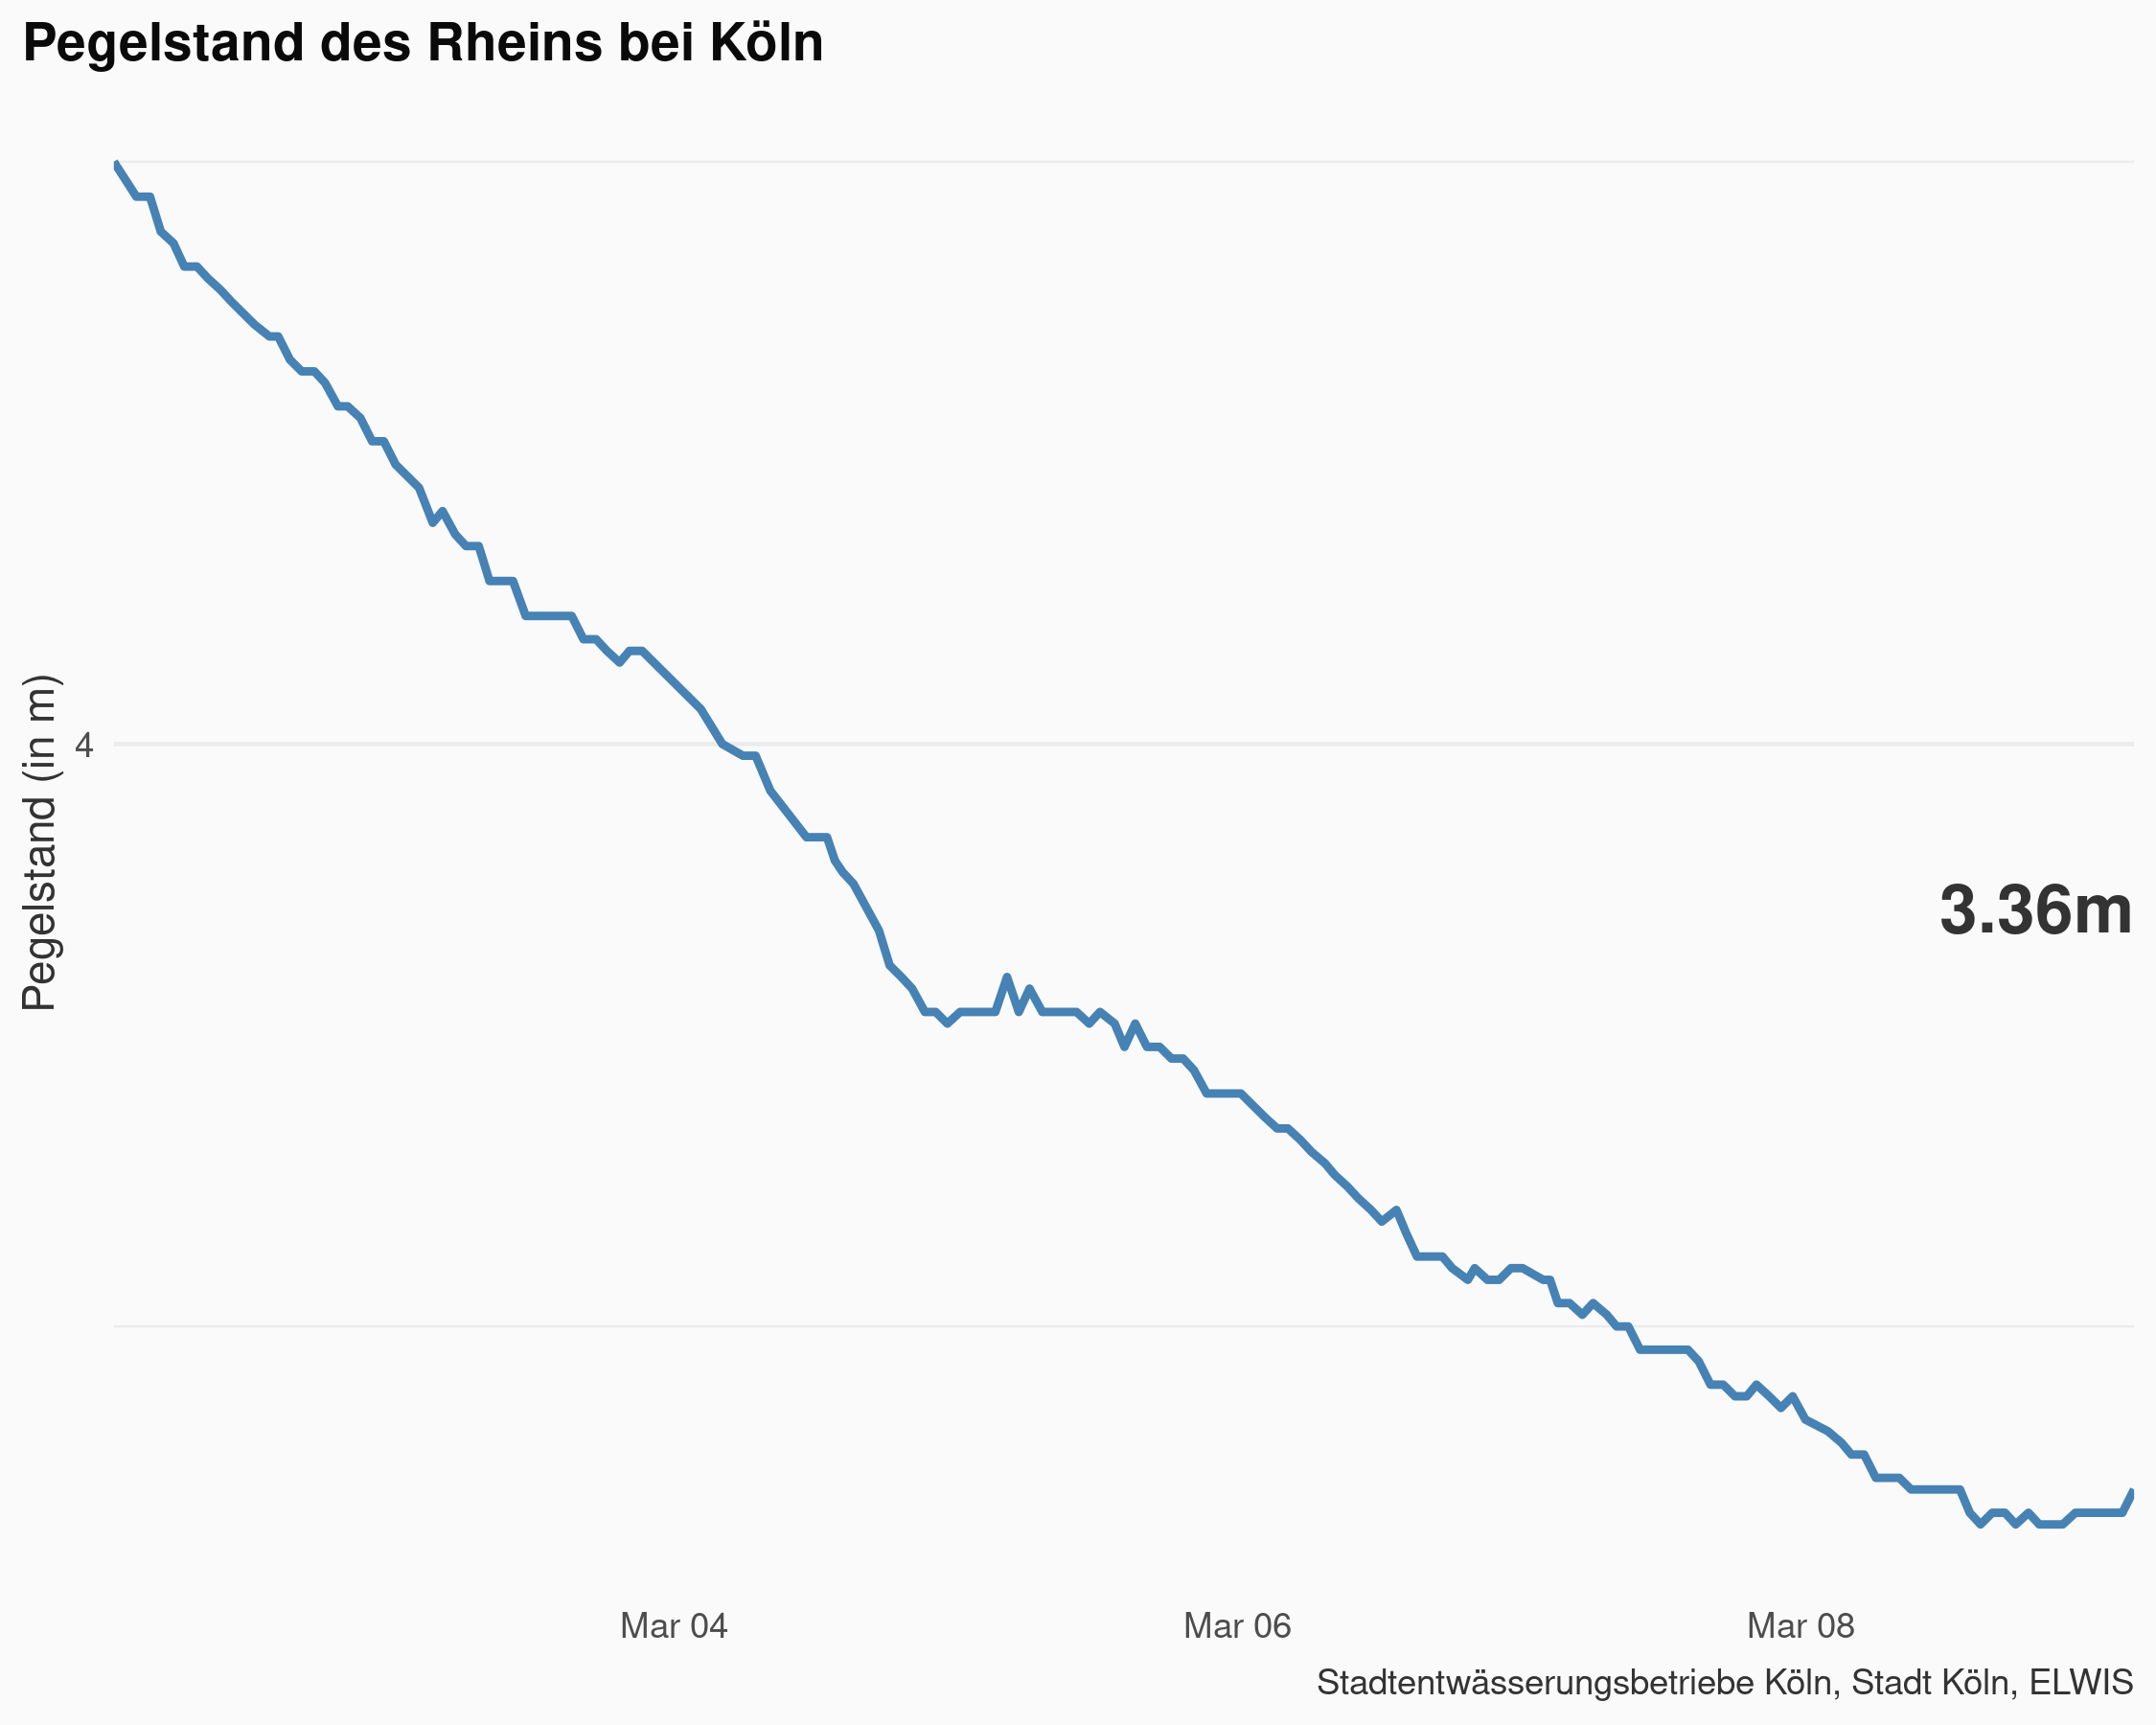 Pegelstand des Rheins bei Köln
Pegelstand (in m)
4
3.36m
Mar 04
Mar 06
Mar 08
Stadtentwässerungsbetriebe Köln, Stadt Köln, ELWIS